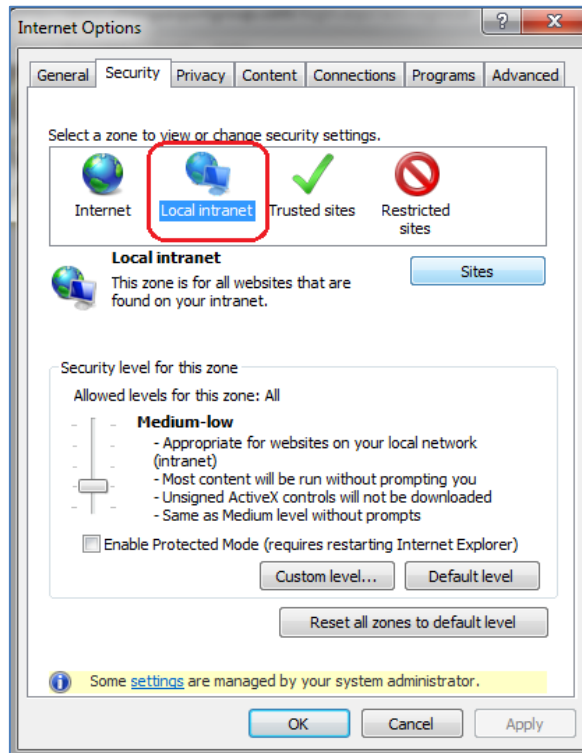 Internet Options
General Security Privacy Content Connections Programs Advanced
Select a zone to view or change security settings.
Internet Local intranet Trusted sites Restricted
sites
Local intranet
This zone is for all websites that are
found on your intranet.
Sites
Security level for this zone
Allowed levels for this zone: All
Medium-low
- Appropriate for websites on your local network
(intranet)
- Most content will be run without prompting you
- Unsigned ActiveX controls will not be downloaded
- Same as Medium level without prompts
Enable Protected Mode (requires restarting Internet Explorer)
Custom level... Default level
Reset all zones to default level
Some settings are managed by your system administrator.
OK Cancel Apply